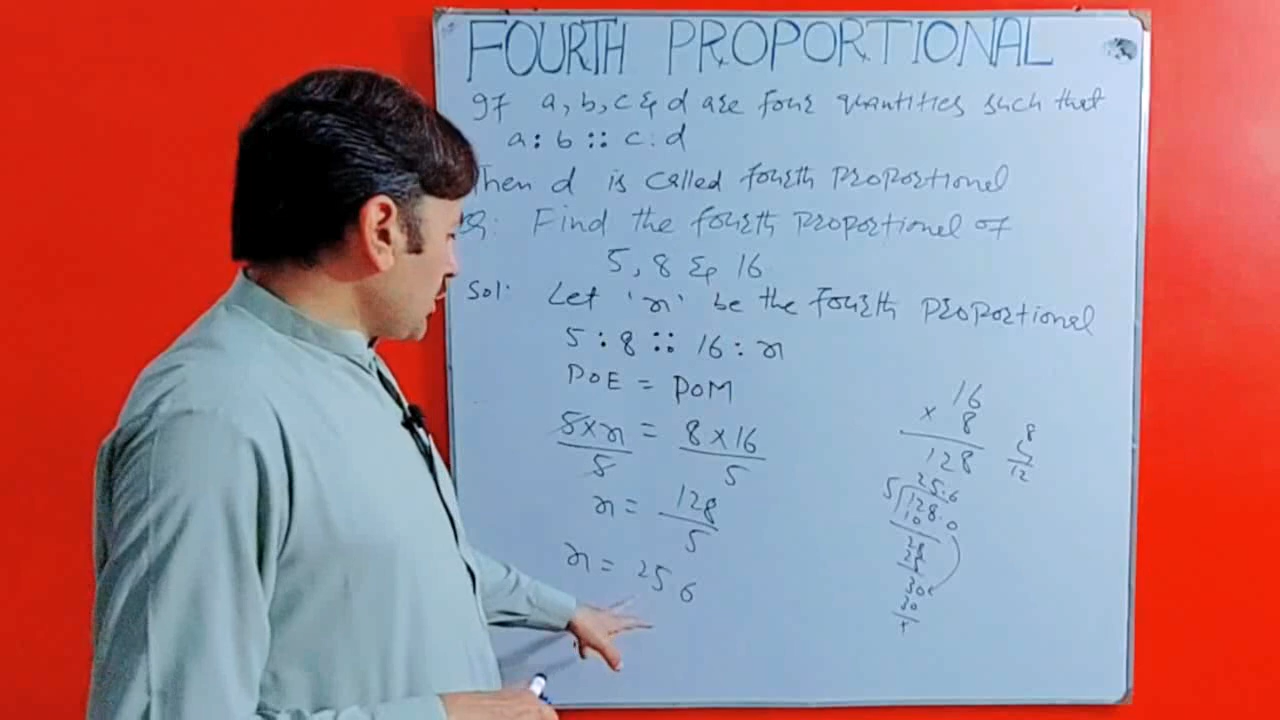 FOURTH PROPORTIONAL
If a, b, c & d are four quantities such that
a : b :: c : d
Then d is called fourth Proportional
Find the fourth Proportional of
5, 8 & 16
Sol:
Let 'x' be the Fourth Proportional
5 : 8 :: 16 : x
POE = POM
5 × x / 5 = 8 × 16 / 5
x = 128 / 5
x = 25.6
16
× 8
128
8
12
25.6
5 128.0
10
28
25
30
30
×